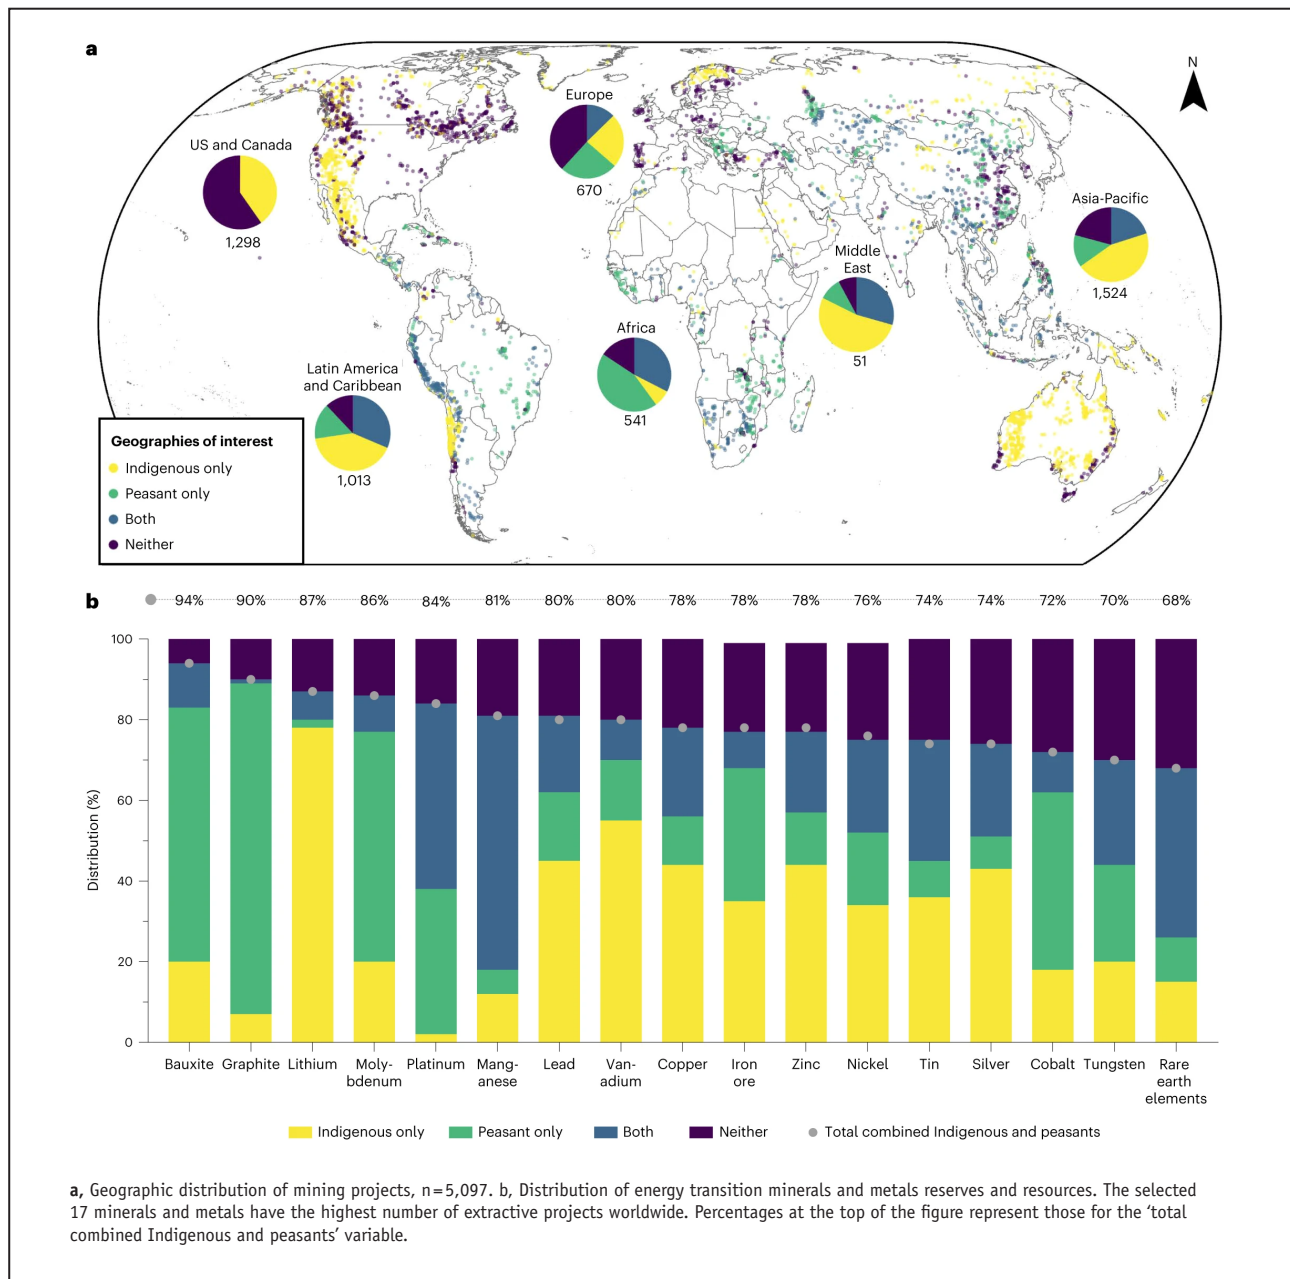 a
N
Europe
670
US and Canada
1,298
Asia-Pacific
1,524
Middle
East
51
Africa
541
Latin America
and Caribbean
1,013
Geographies of interest
Indigenous only
Peasant only
Both
Neither
b
94% 90% 87% 86% 84% 81% 80% 80% 78% 78% 78% 76% 74% 74% 72% 70% 68%
100
80
60
40
20
0
Distribution (%)
Bauxite Graphite Lithium Moly- Platinum Mang- Lead Van- Copper Iron Zinc Nickel Tin Silver Cobalt Tungsten Rare
bdenum anese adium ore earth
elements
Indigenous only Peasant only Both Neither Total combined Indigenous and peasants
a, Geographic distribution of mining projects, n=5,097. b, Distribution of energy transition minerals and metals reserves and resources. The selected
17 minerals and metals have the highest number of extractive projects worldwide. Percentages at the top of the figure represent those for the ‘total
combined Indigenous and peasants’ variable.